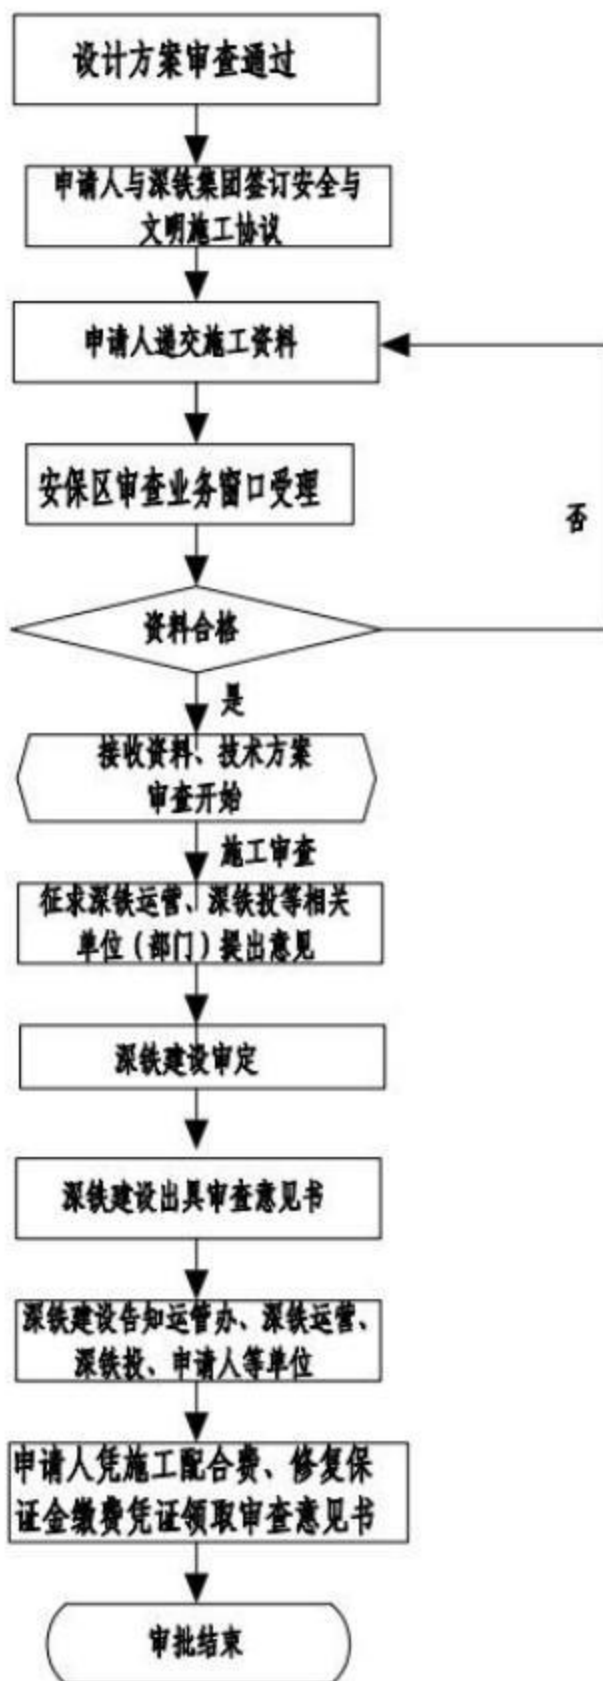 设计方案审查通过
申请人与深铁集团签订安全与
文明施工协议
申请人递交施工资料
安保区审查业务窗口受理
否
资料合格
是
接收资料、技术方案
审查开始
施工审查
征求深铁运营、深铁投等相关
单位（部门）提出意见
深铁建设审定
深铁建设出具审查意见书
深铁建设告知运管办、深铁运营、
深铁投、申请人等单位
申请人凭施工配合费、修复保
证金缴费凭证领取审查意见书
审批结束